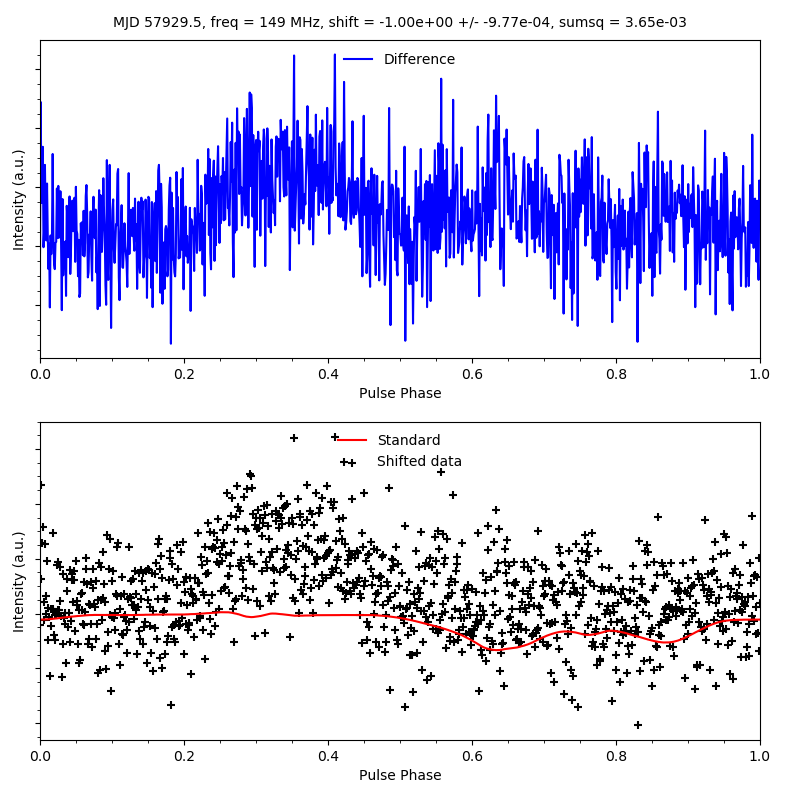 MJD 57929.5, freq = 149 MHz, shift = -1.00e+00 +/- -9.77e-04, sumsq = 3.65e-03
Difference
Intensity (a.u.)
0.0 0.2 0.4 0.6 0.8 1.0
Pulse Phase
Standard
Shifted data
Intensity (a.u.)
0.0 0.2 0.4 0.6 0.8 1.0
Pulse Phase